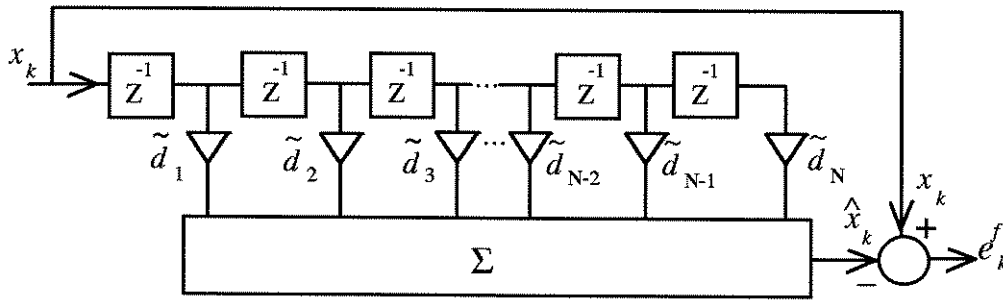 x_k
z^-1 z^-1 z^-1 ... z^-1 z^-1
d̃_1 d̃_2 d̃_3 ... d̃_N-2 d̃_N-1 d̃_N
x_k
x̂_k +
Σ − e^f_k